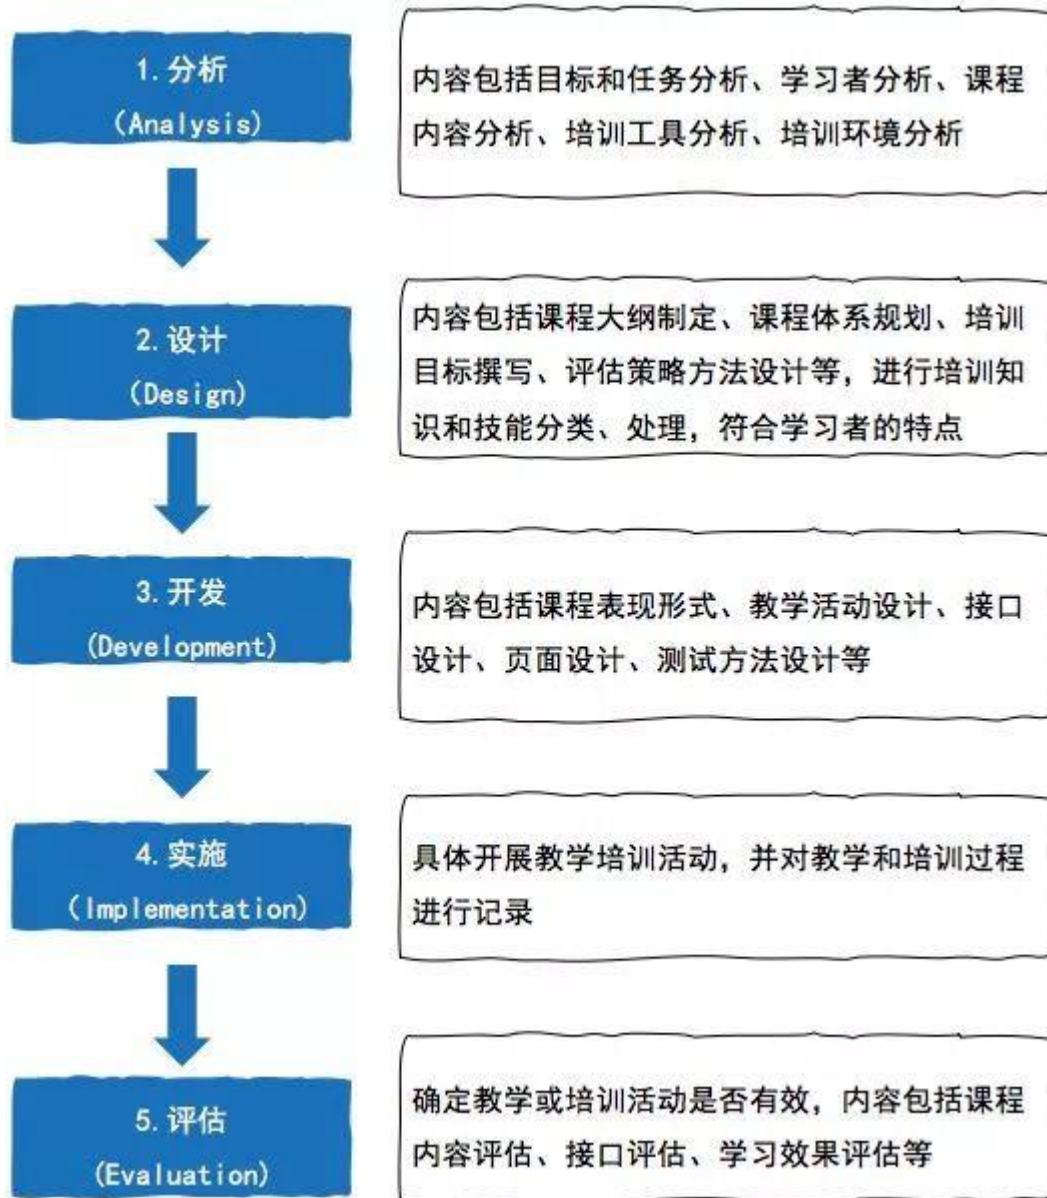 1.分析
(Analysis)
内容包括目标和任务分析、学习者分析、课程
内容分析、培训工具分析、培训环境分析
2.设计
(Design)
内容包括课程大纲制定、课程体系规划、培训
目标撰写、评估策略方法设计等，进行培训知
识和技能分类、处理，符合学习者的特点
3.开发
(Development)
内容包括课程表现形式、教学活动设计、接口
设计、页面设计、测试方法设计等
4.实施
(Implementation)
具体开展教学培训活动，并对教学和培训过程
进行记录
5.评估
(Evaluation)
确定教学或培训活动是否有效，内容包括课程
内容评估、接口评估、学习效果评估等